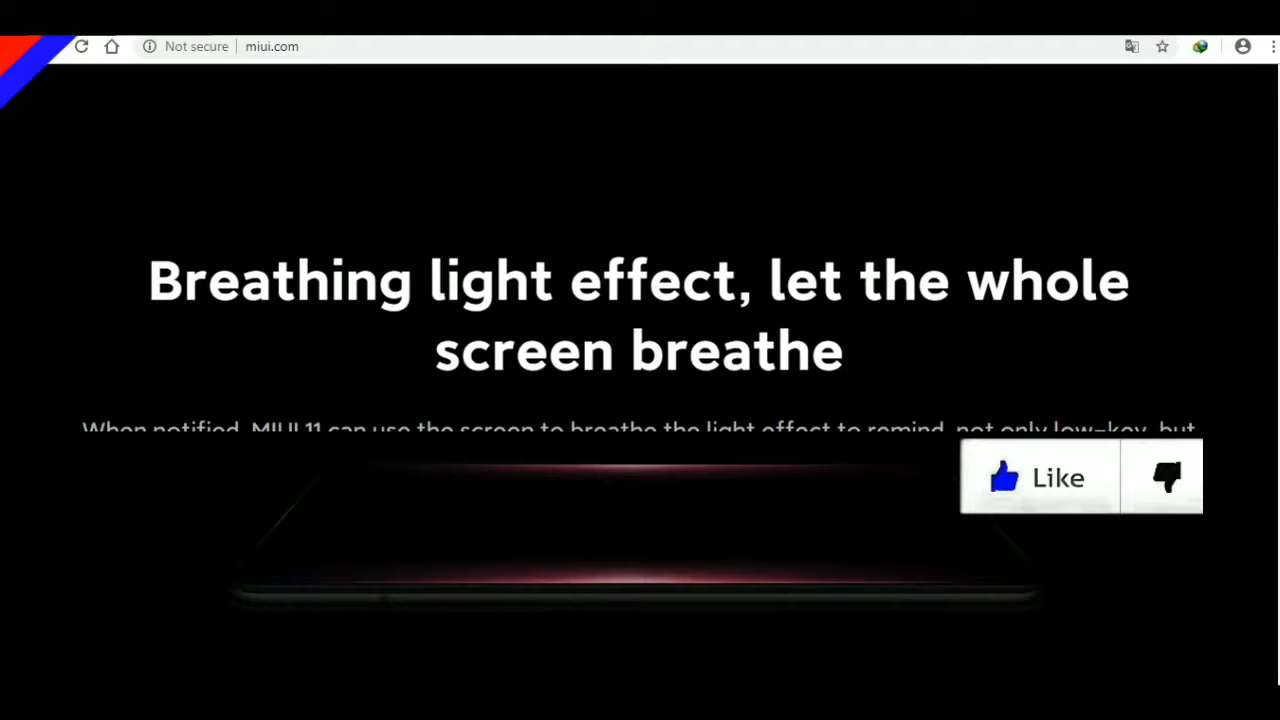 Not secure miui.com
Breathing light effect, let the whole
screen breathe
When notified, MIUI 11 can use the screen to breathe the light effect to remind, not only low-key, but
Like